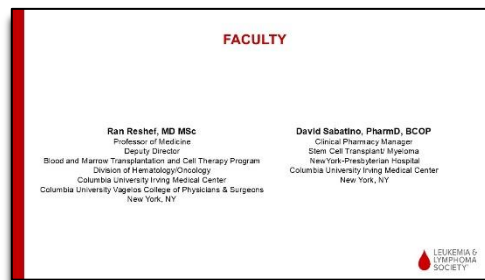 FACULTY
Ran Reshef, MD MSc
Professor of Medicine
Deputy Director
Blood and Marrow Transplantation and Cell Therapy Program
Division of Hematology/Oncology
Columbia University Irving Medical Center
Columbia University Vagelos College of Physicians & Surgeons
New York, NY
David Sabatino, PharmD, BCOP
Clinical Pharmacy Manager
Stem Cell Transplant/ Myeloma
NewYork-Presbyterian Hospital
Columbia University Irving Medical Center
New York, NY
LEUKEMIA &
LYMPHOMA
SOCIETY